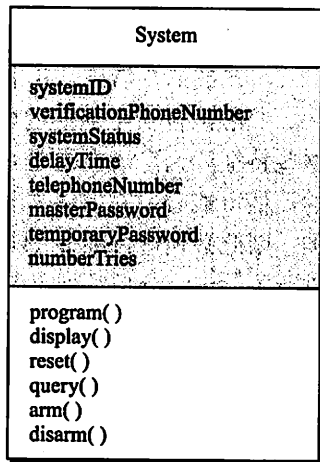 System
systemID
verificationPhoneNumber
systemStatus
delayTime
telephoneNumber
masterPassword
temporaryPassword
numberTries
program( )
display( )
reset( )
query( )
arm( )
disarm( )